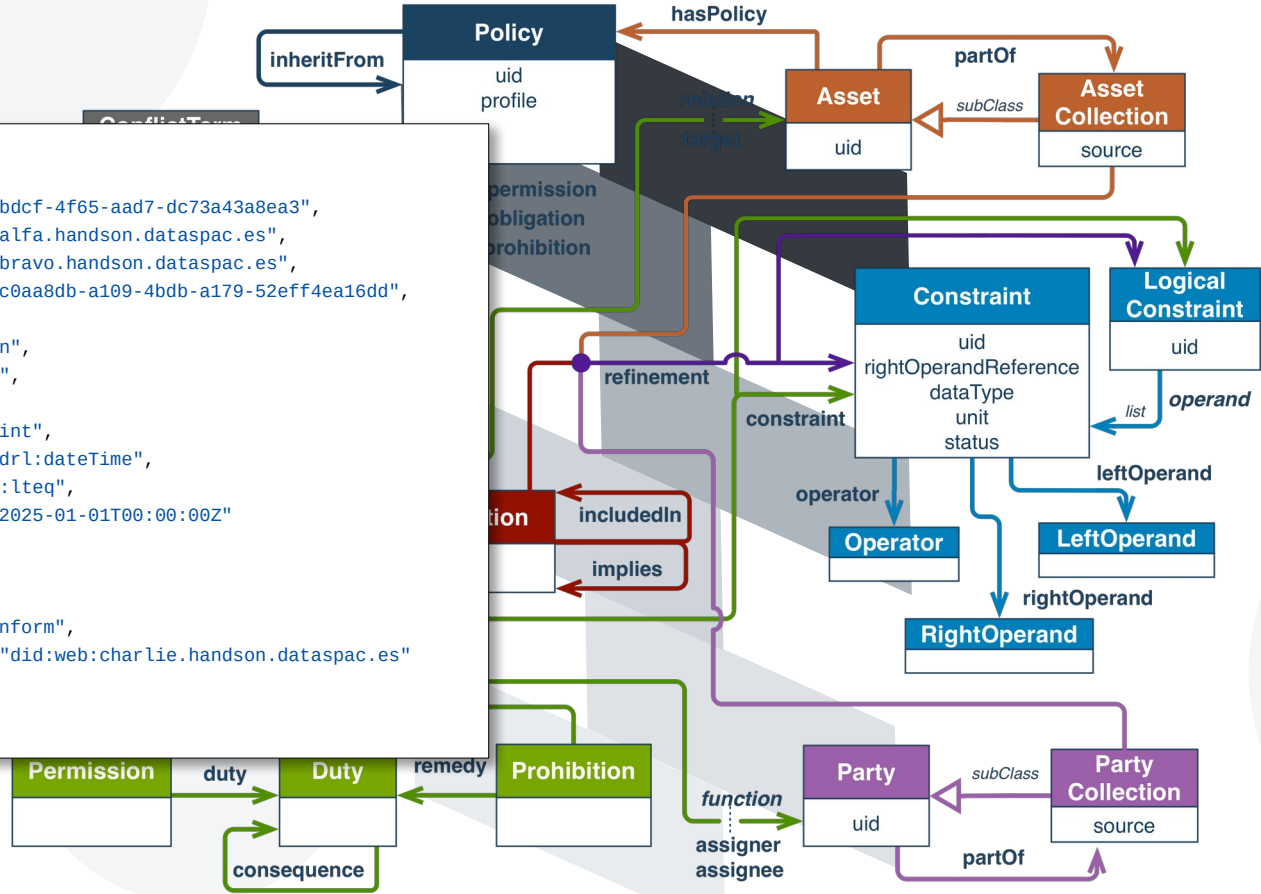 hasPolicy
Policy
inheritFrom
uid
profile
partOf
Asset
uid
subClass
Asset
Collection
source
relation
target
ConflictTerm
bdcf-4f65-aad7-dc73a43a8ea3",
alfa.handson.dataspac.es",
bravo.handson.dataspac.es",
c0aa8db-a109-4bdb-a179-52eff4ea16dd",
n",
",
int",
drl:dateTime",
:lteq",
2025-01-01T00:00:00Z"
nform",
"did:web:charlie.handson.dataspac.es"
permission
obligation
prohibition
Constraint
uid
rightOperandReference
dataType
unit
status
Logical
Constraint
uid
refinement
constraint
list
operand
leftOperand
operator
Operator
LeftOperand
rightOperand
RightOperand
tion
includedIn
implies
Permission
duty
Duty
remedy
Prohibition
consequence
function
assigner
assignee
Party
uid
subClass
Party
Collection
source
partOf